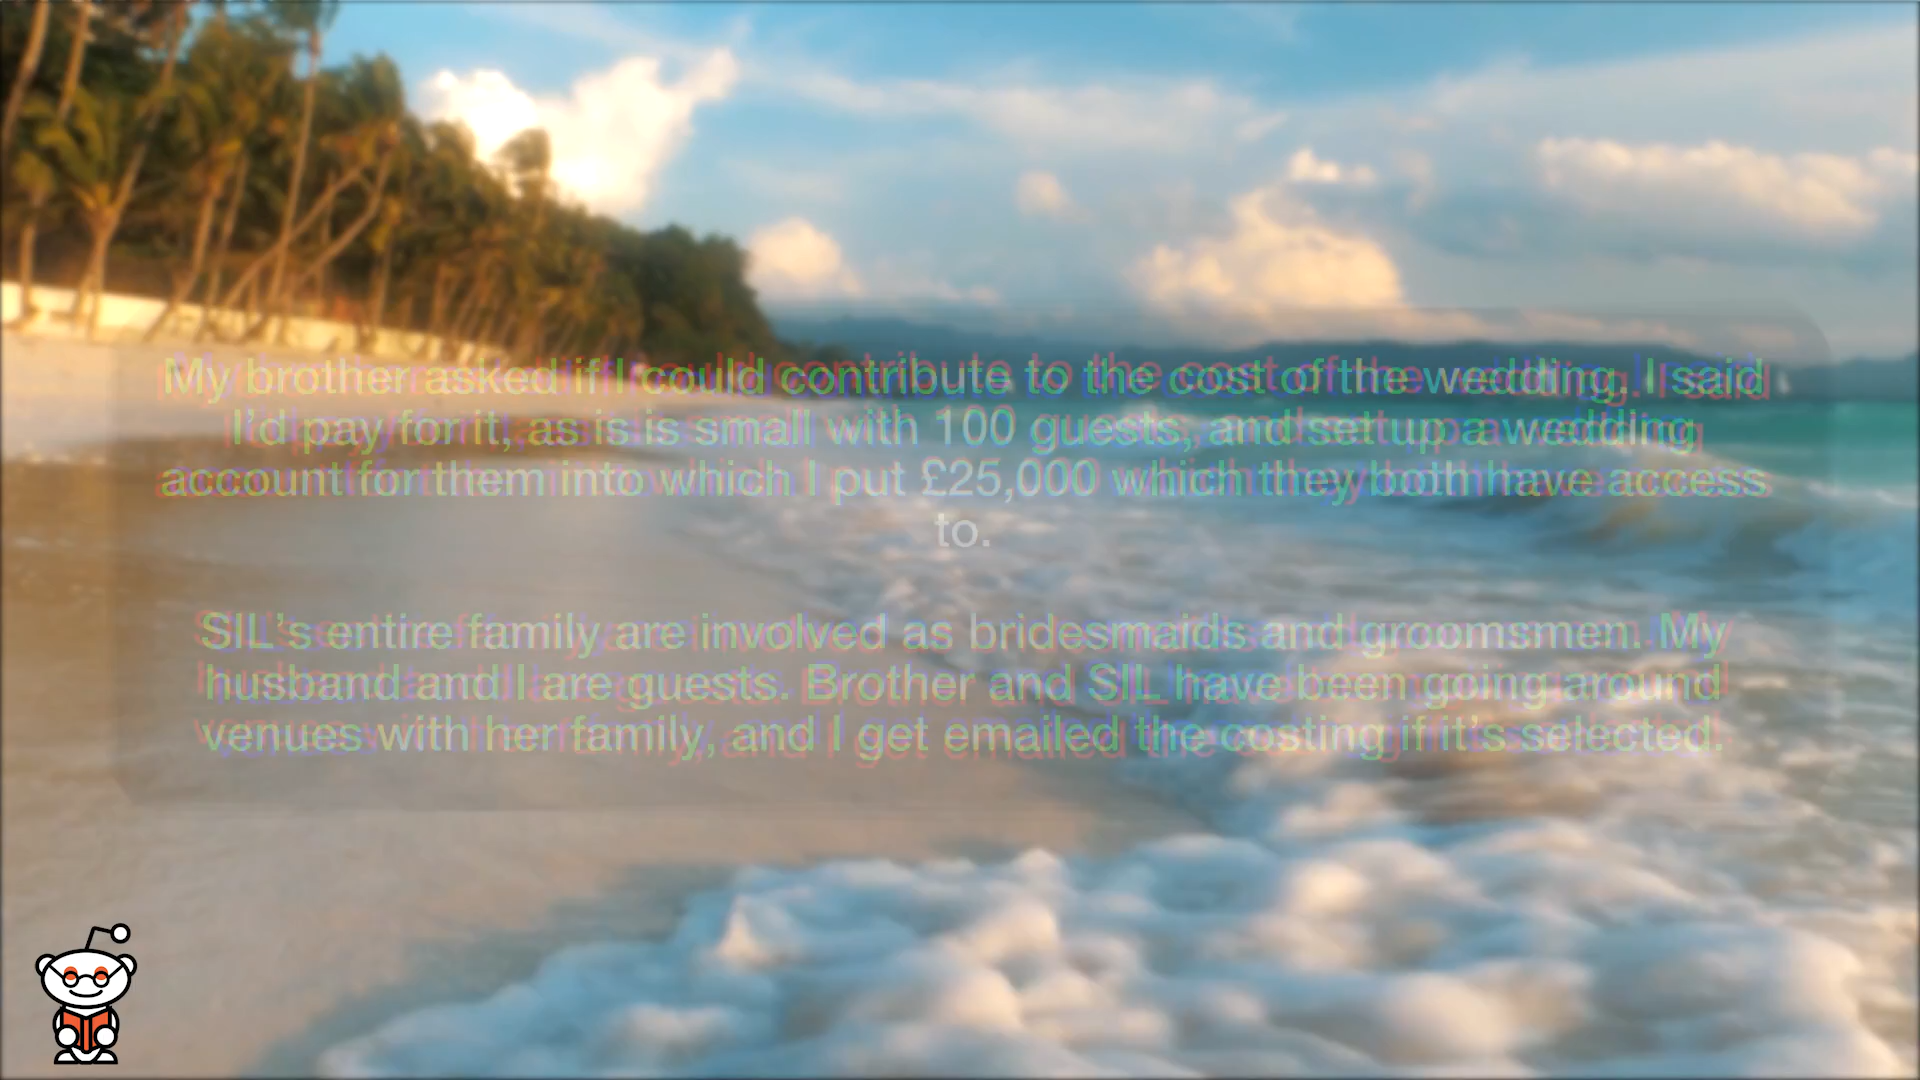 My brother asked if I could contribute to the cost of the wedding. I said
I’d pay for it, as is is small with 100 guests, and set up a wedding
account for them into which I put £25,000 which they both have access
to.
SIL’s entire family are involved as bridesmaids and groomsmen. My
husband and I are guests. Brother and SIL have been going around
venues with her family, and I get emailed the costing if it’s selected.